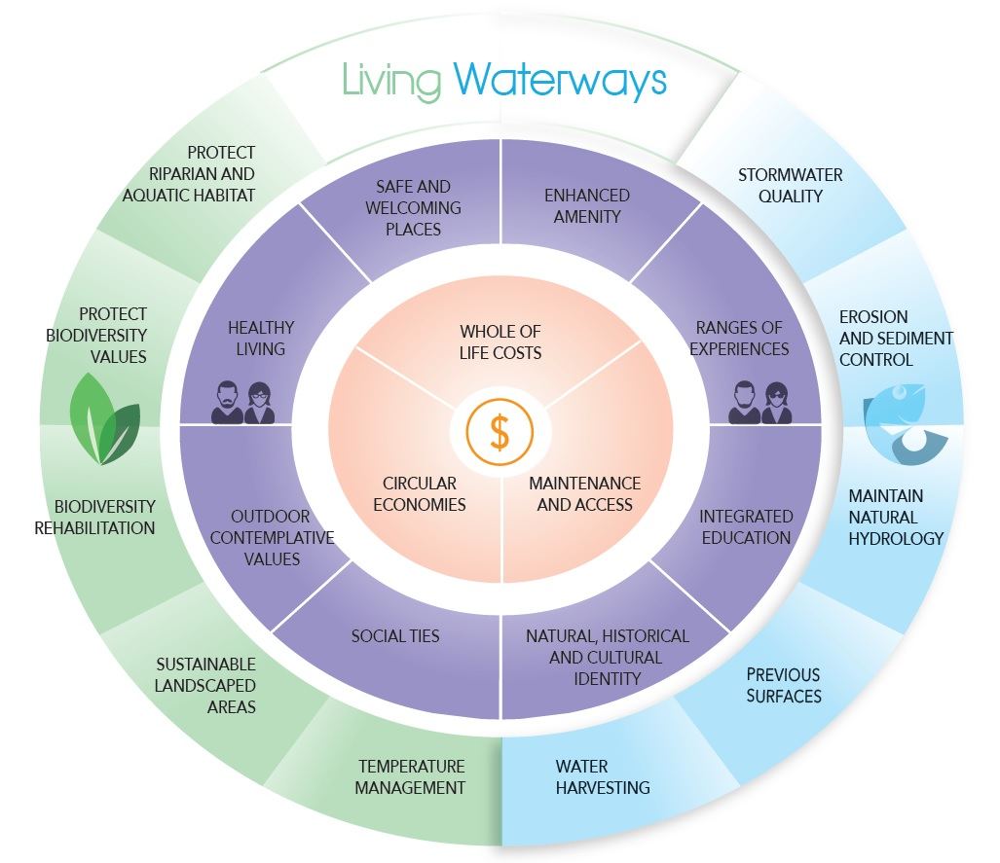 Living Waterways
PROTECT
RIPARIAN AND
AQUATIC HABITAT
SAFE AND
WELCOMING
PLACES
ENHANCED
AMENITY
STORMWATER
QUALITY
PROTECT
BIODIVERSITY
VALUES
HEALTHY
LIVING
WHOLE OF
LIFE COSTS
RANGES OF
EXPERIENCES
EROSION
AND SEDIMENT
CONTROL
$
BIODIVERSITY
REHABILITATION
OUTDOOR
CONTEMPLATIVE
VALUES
CIRCULAR
ECONOMIES
MAINTENANCE
AND ACCESS
INTEGRATED
EDUCATION
MAINTAIN
NATURAL
HYDROLOGY
SUSTAINABLE
LANDSCAPED
AREAS
SOCIAL TIES
NATURAL, HISTORICAL
AND CULTURAL
IDENTITY
PREVIOUS
SURFACES
TEMPERATURE
MANAGEMENT
WATER
HARVESTING